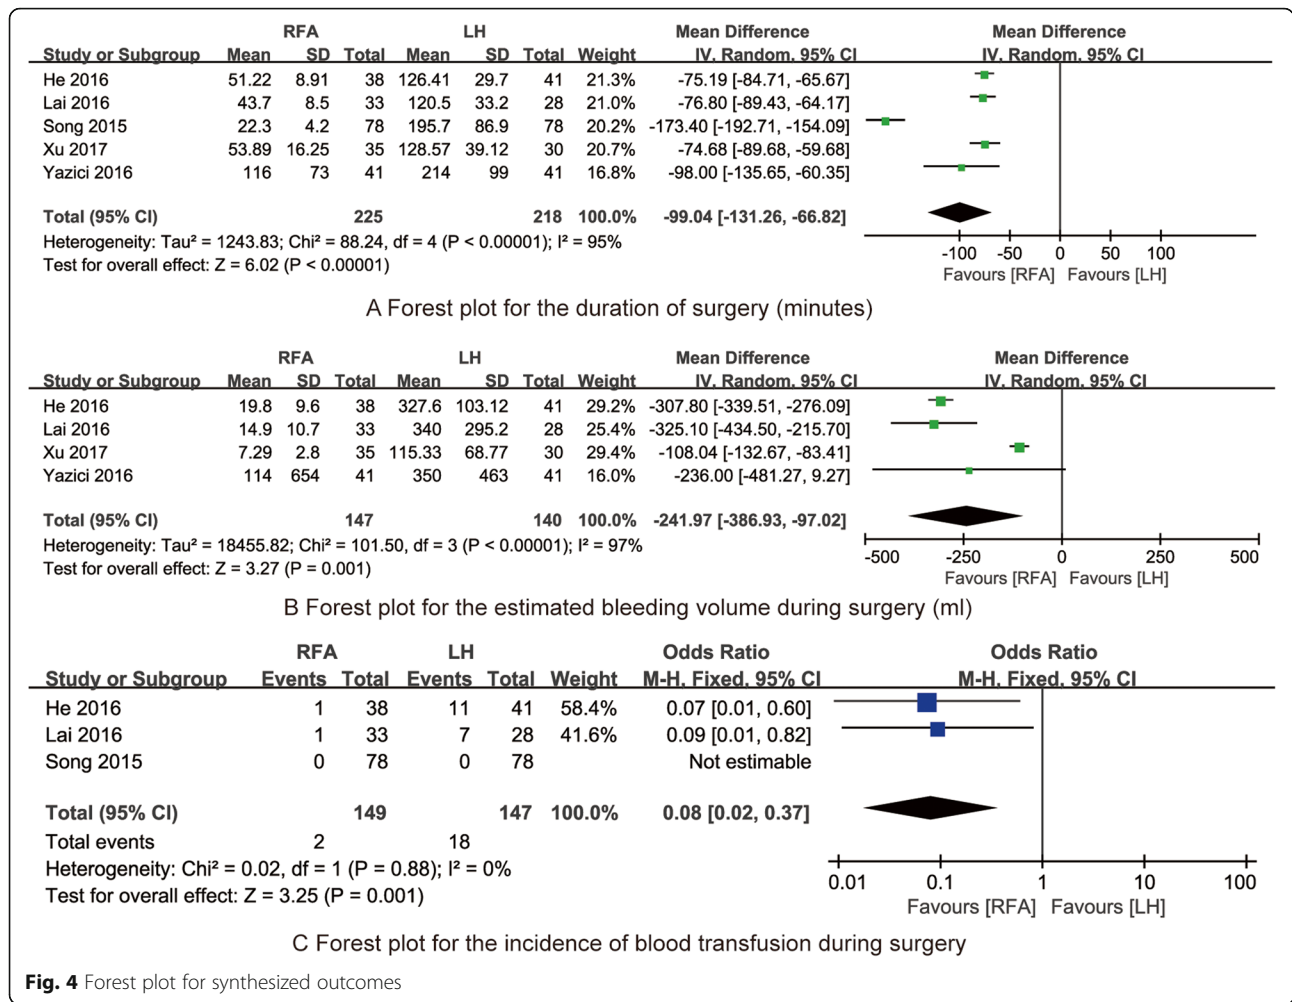 RFA LH Mean Difference Mean Difference
Study or Subgroup Mean SD Total Mean SD Total Weight IV. Random. 95% CI IV. Random. 95% CI
He 2016 51.22 8.91 38 126.41 29.7 41 21.3% -75.19 [-84.71, -65.67]
Lai 2016 43.7 8.5 33 120.5 33.2 28 21.0% -76.80 [-89.43, -64.17]
Song 2015 22.3 4.2 78 195.7 86.9 78 20.2% -173.40 [-192.71, -154.09]
Xu 2017 53.89 16.25 35 128.57 39.12 30 20.7% -74.68 [-89.68, -59.68]
Yazici 2016 116 73 41 214 99 41 16.8% -98.00 [-135.65, -60.35]
Total (95% CI) 225 218 100.0% -99.04 [-131.26, -66.82]
Heterogeneity: Tau² = 1243.83; Chi² = 88.24, df = 4 (P < 0.00001); I² = 95%
Test for overall effect: Z = 6.02 (P < 0.00001)
-100 -50 0 50 100
Favours [RFA] Favours [LH]
A Forest plot for the duration of surgery (minutes)
RFA LH Mean Difference Mean Difference
Study or Subgroup Mean SD Total Mean SD Total Weight IV. Random. 95% CI IV. Random. 95% CI
He 2016 19.8 9.6 38 327.6 103.12 41 29.2% -307.80 [-339.51, -276.09]
Lai 2016 14.9 10.7 33 340 295.2 28 25.4% -325.10 [-434.50, -215.70]
Xu 2017 7.29 2.8 35 115.33 68.77 30 29.4% -108.04 [-132.67, -83.41]
Yazici 2016 114 654 41 350 463 41 16.0% -236.00 [-481.27, 9.27]
Total (95% CI) 147 140 100.0% -241.97 [-386.93, -97.02]
Heterogeneity: Tau² = 18455.82; Chi² = 101.50, df = 3 (P < 0.00001); I² = 97%
Test for overall effect: Z = 3.27 (P = 0.001)
-500 -250 0 250 500
Favours [RFA] Favours [LH]
B Forest plot for the estimated bleeding volume during surgery (ml)
RFA LH Odds Ratio Odds Ratio
Study or Subgroup Events Total Events Total Weight M-H. Fixed. 95% CI M-H. Fixed. 95% CI
He 2016 1 38 11 41 58.4% 0.07 [0.01, 0.60]
Lai 2016 1 33 7 28 41.6% 0.09 [0.01, 0.82]
Song 2015 0 78 0 78 Not estimable
Total (95% CI) 149 147 100.0% 0.08 [0.02, 0.37]
Total events 2 18
Heterogeneity: Chi² = 0.02, df = 1 (P = 0.88); I² = 0%
Test for overall effect: Z = 3.25 (P = 0.001)
0.01 0.1 1 10 100
Favours [RFA] Favours [LH]
C Forest plot for the incidence of blood transfusion during surgery
Fig. 4 Forest plot for synthesized outcomes